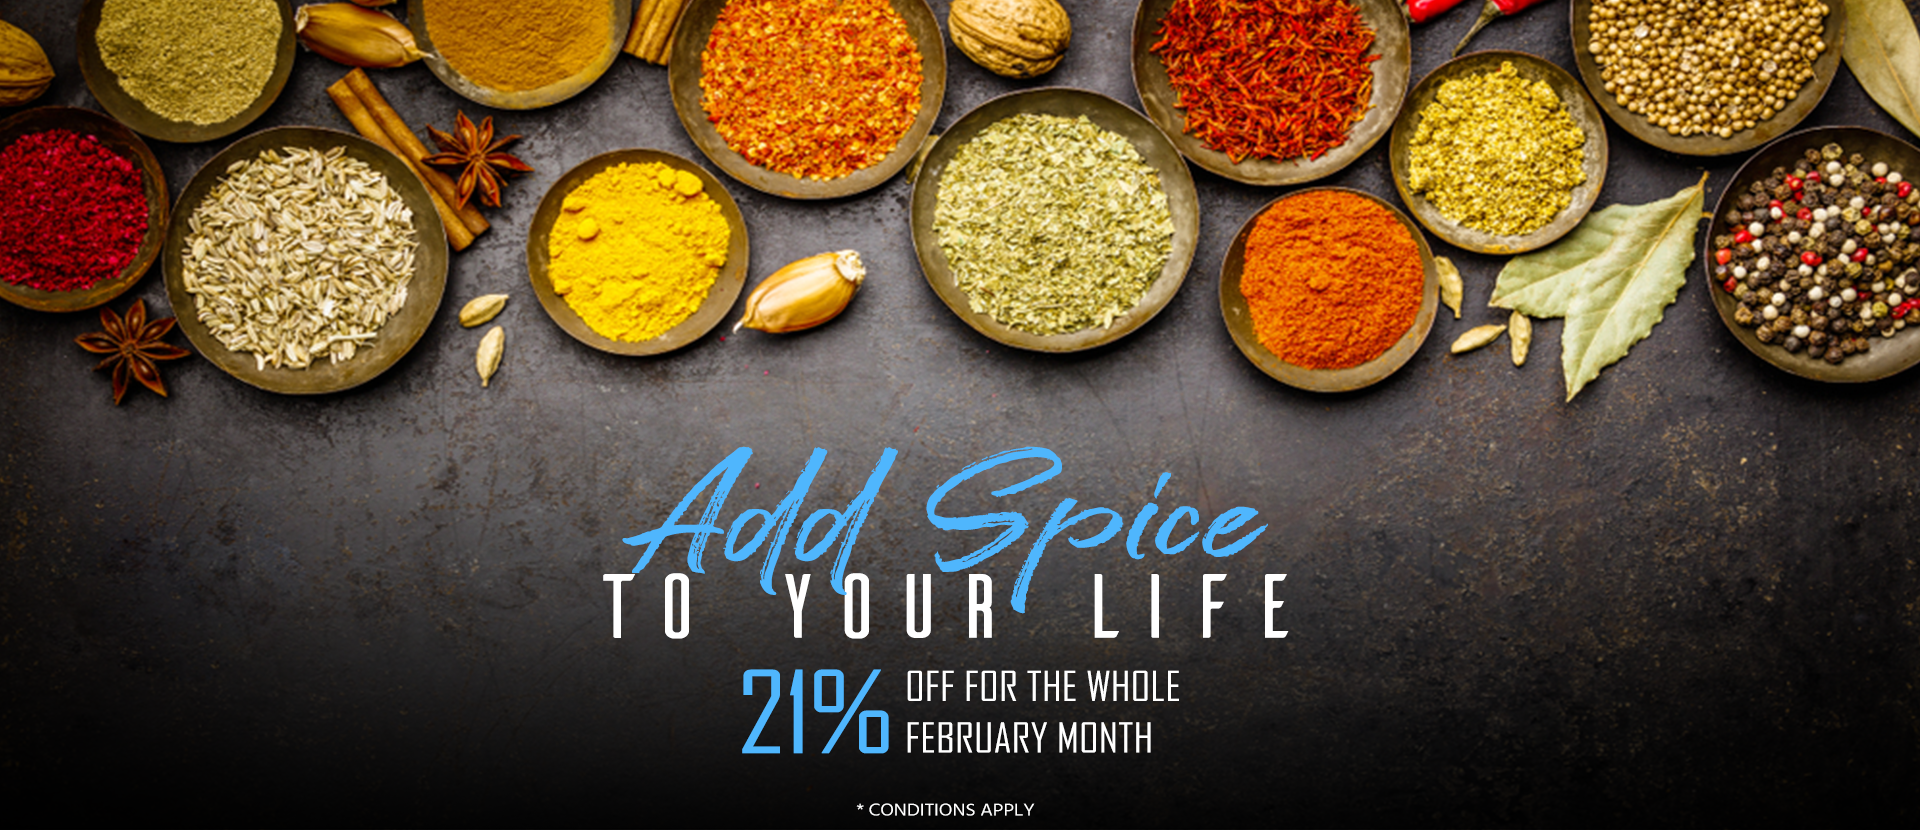 Add Spice
TO YOUR LIFE
21% OFF FOR THE WHOLE
FEBRUARY MONTH
* CONDITIONS APPLY